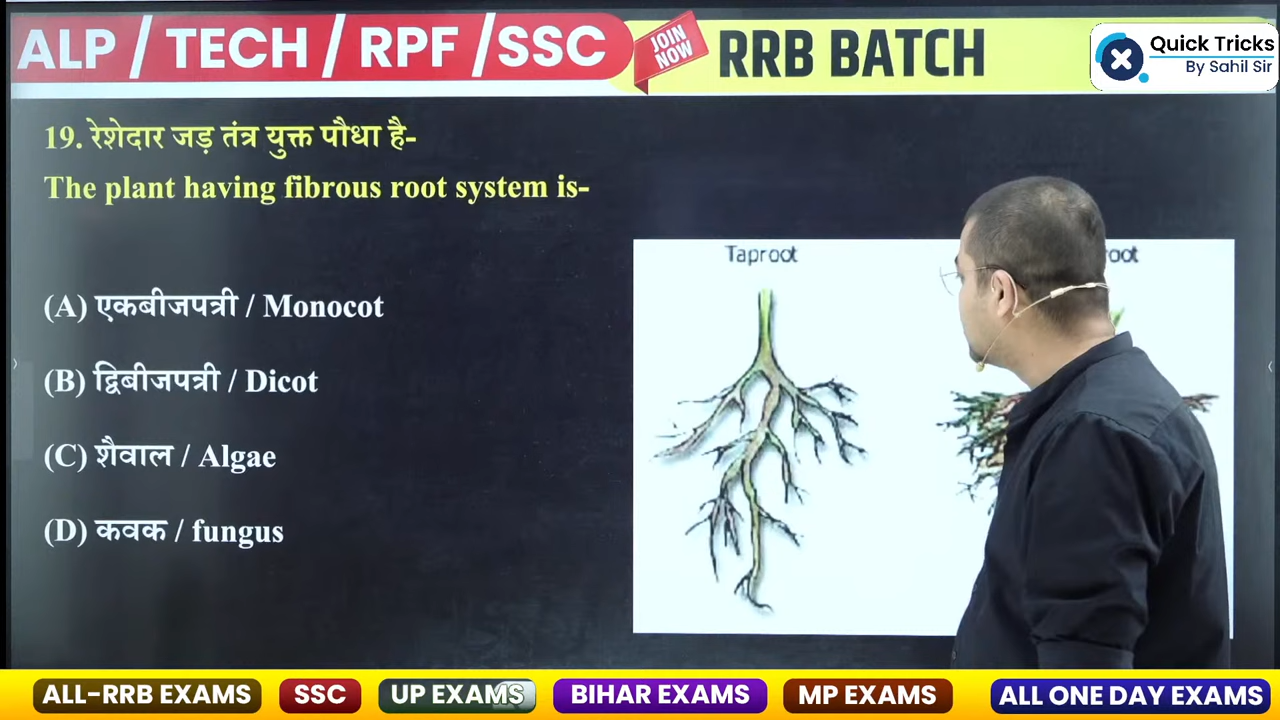 ALP / TECH / RPF / SSC
JOIN NOW
RRB BATCH
Quick Tricks
By Sahil Sir
19. रेशेदार जड़ तंत्र युक्त पौधा है-
The plant having fibrous root system is-
(A) एकबीजपत्री / Monocot
(B) द्विबीजपत्री / Dicot
(C) शैवाल / Algae
(D) कवक / fungus
Taproot
ALL-RRB EXAMS
SSC
UP EXAMS
BIHAR EXAMS
MP EXAMS
ALL ONE DAY EXAMS